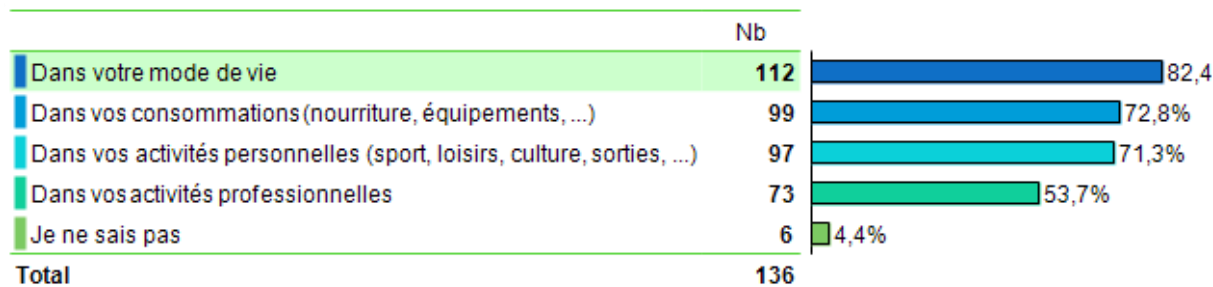 Nb
Dans votre mode de vie 112 82,4
Dans vos consommations (nourriture, équipements, ...) 99 72,8%
Dans vos activités personnelles (sport, loisirs, culture, sorties, ...) 97 71,3%
Dans vos activités professionnelles 73 53,7%
Je ne sais pas 6 4,4%
Total 136